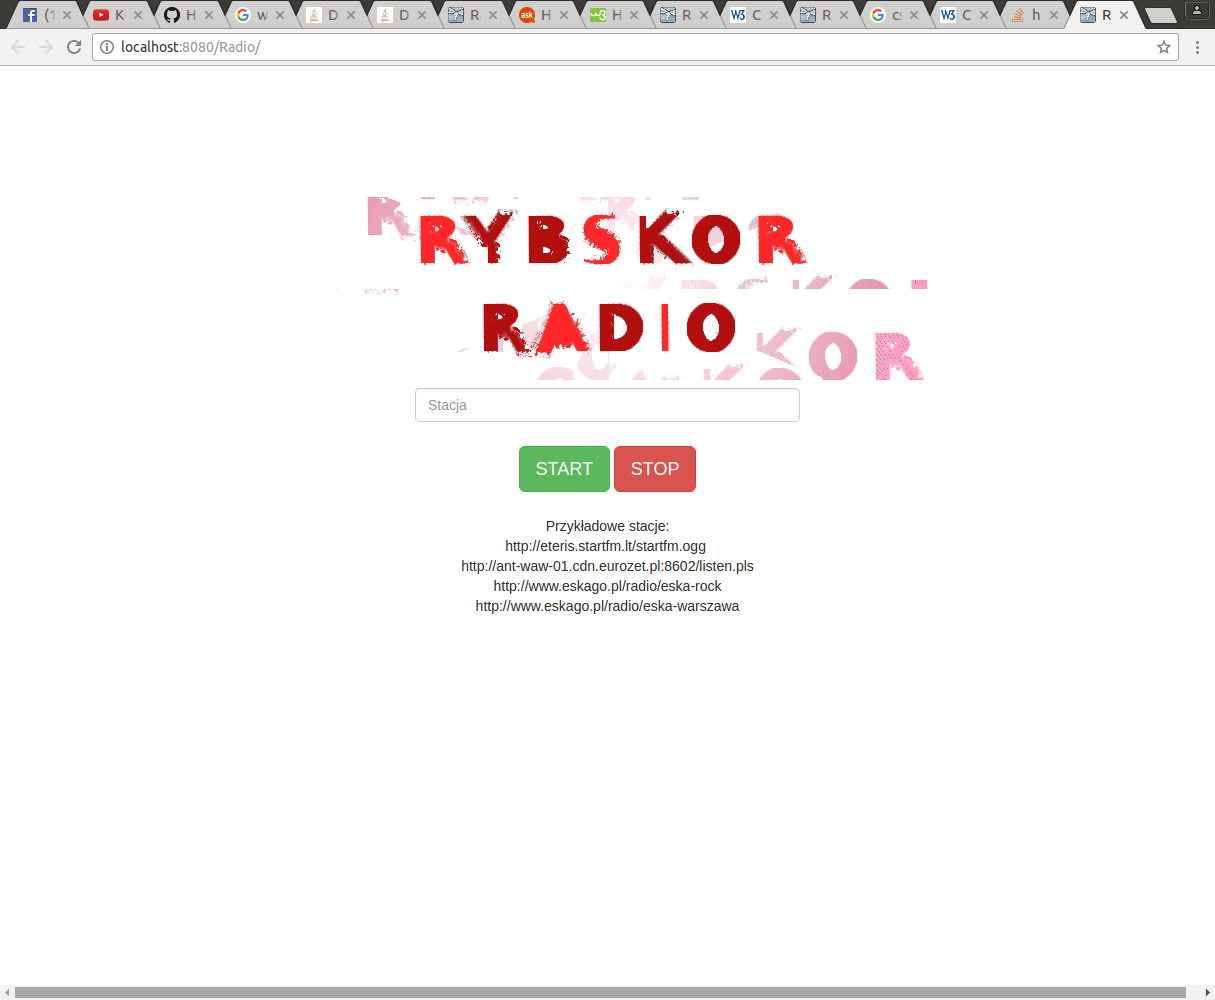 (1 K H w D D R H H R C R cs C h R
localhost:8080/Radio/
RYBSKOR
RADIO
Stacja
START STOP
Przykładowe stacje:
http://eteris.startfm.lt/startfm.ogg
http://ant-waw-01.cdn.eurozet.pl:8602/listen.pls
http://www.eskago.pl/radio/eska-rock
http://www.eskago.pl/radio/eska-warszawa